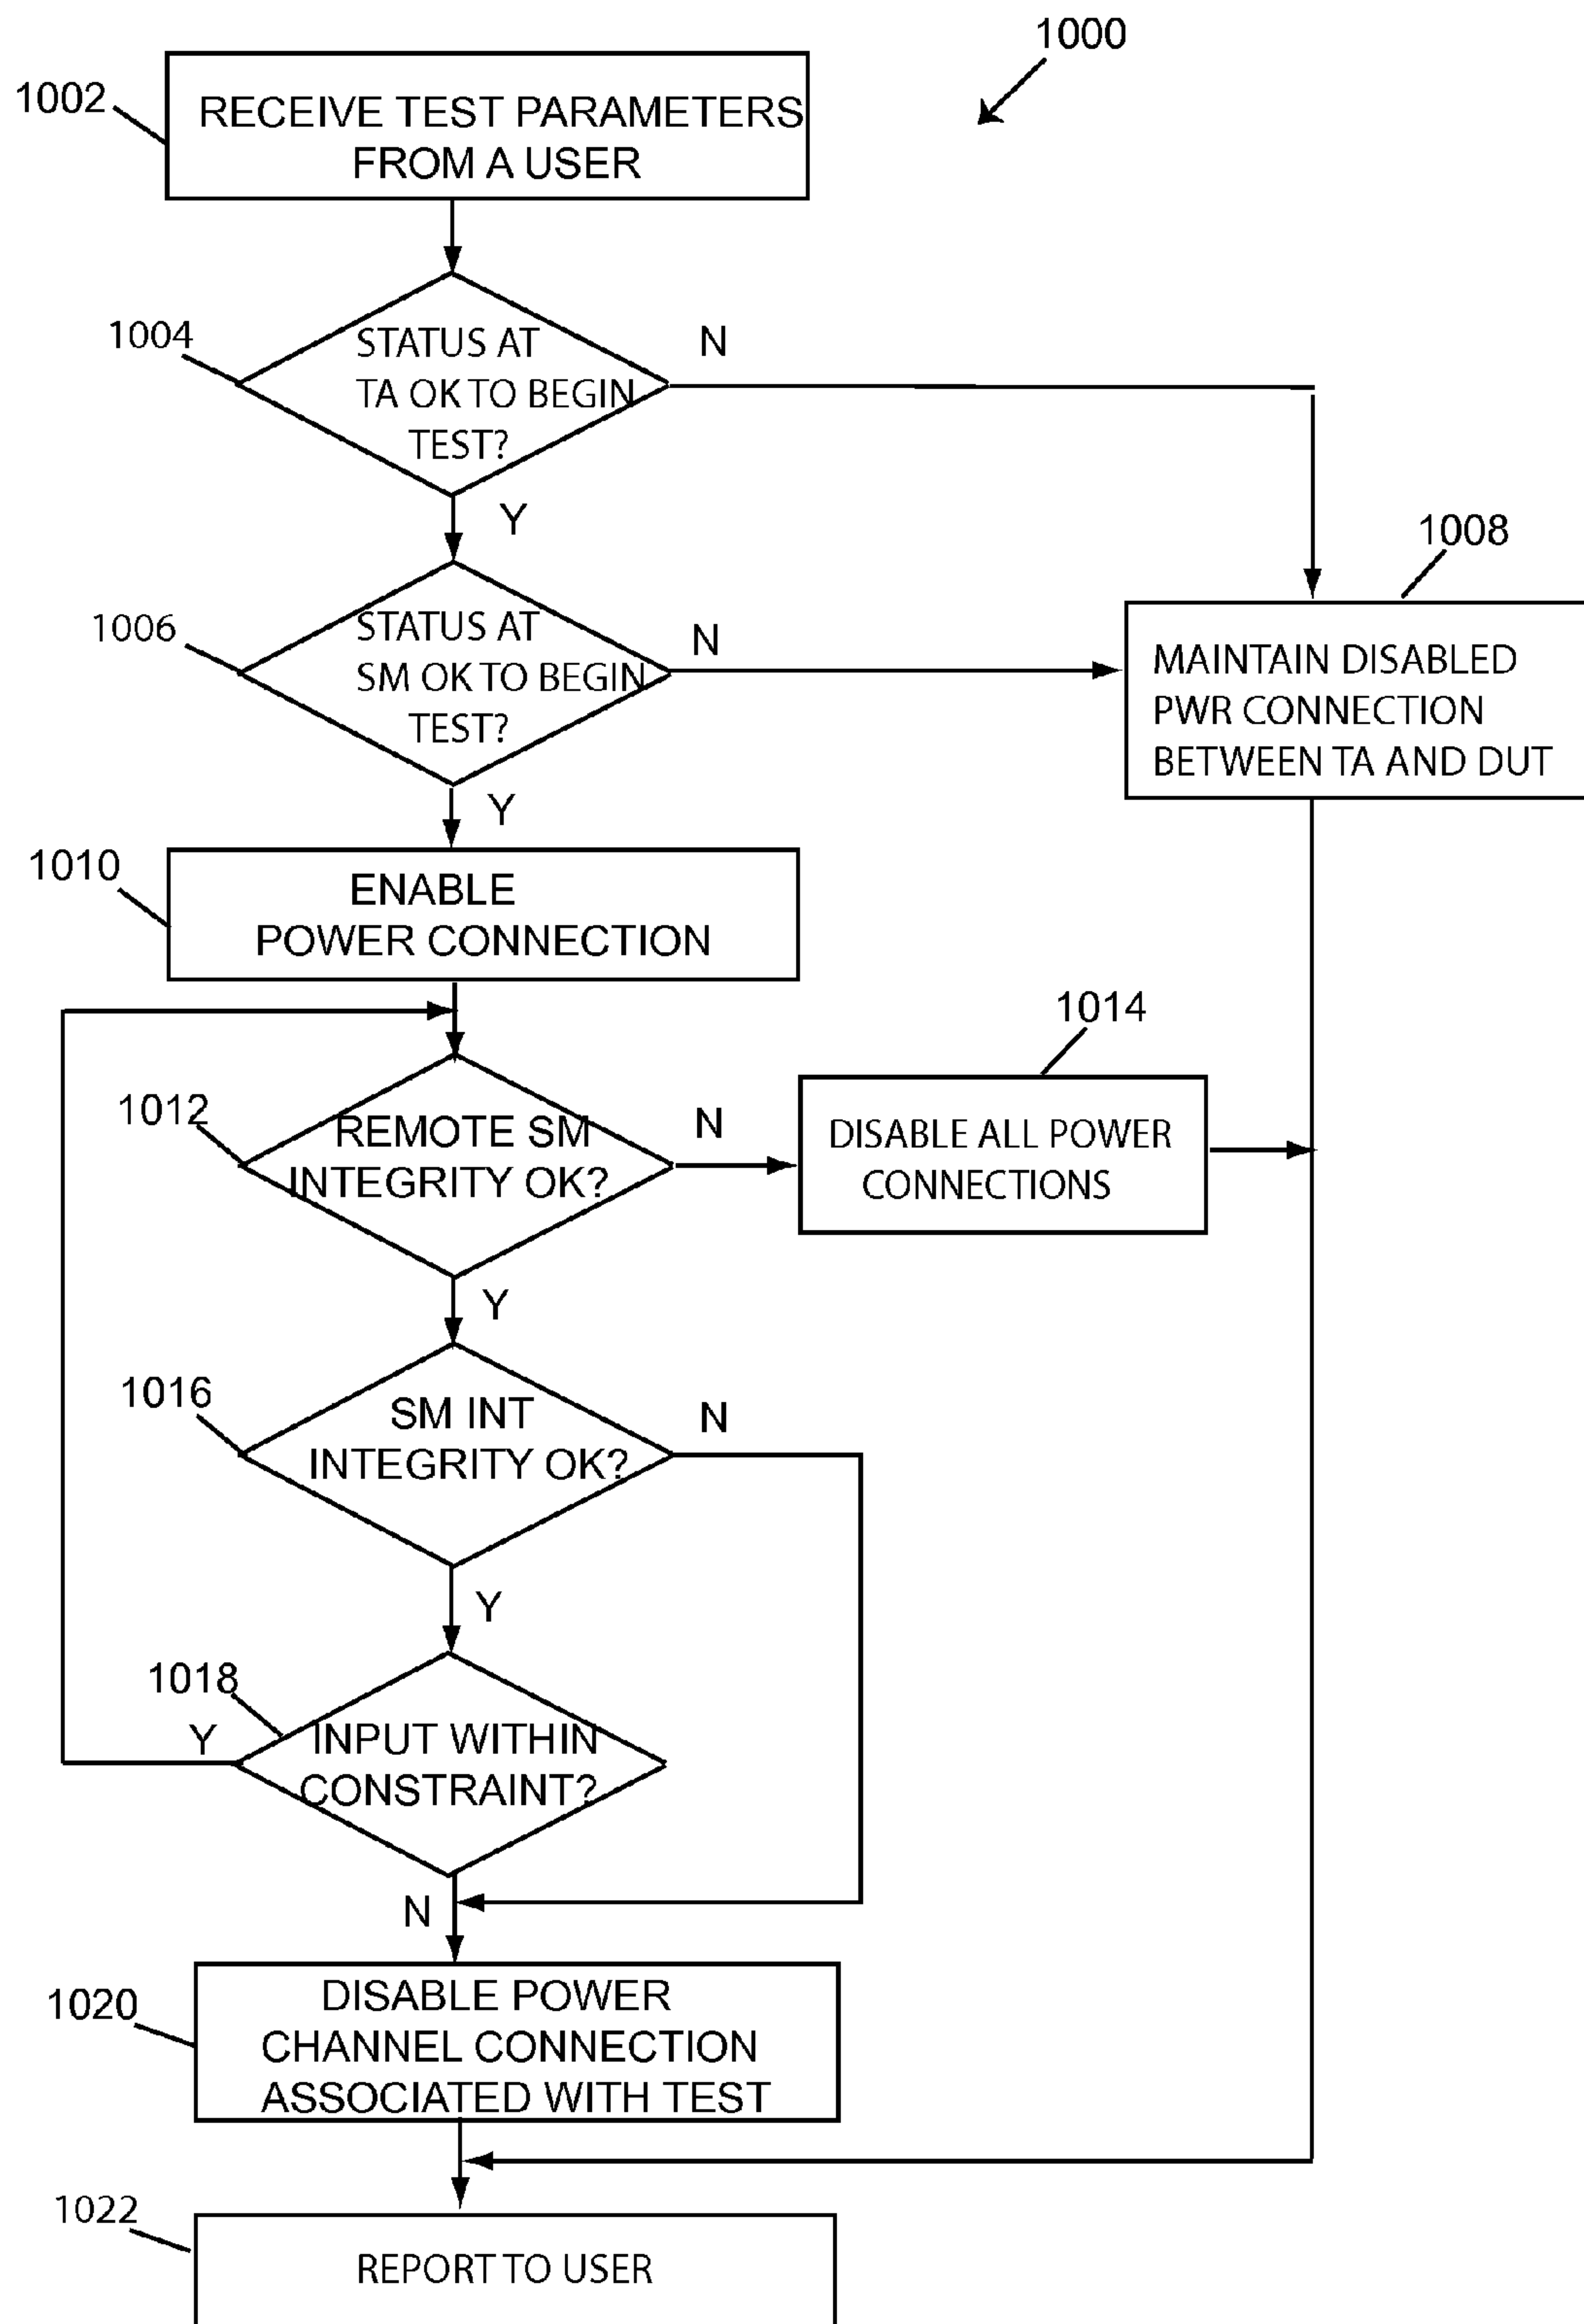 1000
1002
RECEIVE TEST PARAMETERS
FROM A USER
1004
STATUS AT
TA OK TO BEGIN
TEST?
N
Y
1006
STATUS AT
SM OK TO BEGIN
TEST?
N
Y
1008
MAINTAIN DISABLED
PWR CONNECTION
BETWEEN TA AND DUT
1010
ENABLE
POWER CONNECTION
1012
REMOTE SM
INTEGRITY OK?
N
Y
1014
DISABLE ALL POWER
CONNECTIONS
1016
SM INT
INTEGRITY OK?
N
Y
1018
Y
INPUT WITHIN
CONSTRAINT?
N
1020
DISABLE POWER
CHANNEL CONNECTION
ASSOCIATED WITH TEST
1022
REPORT TO USER